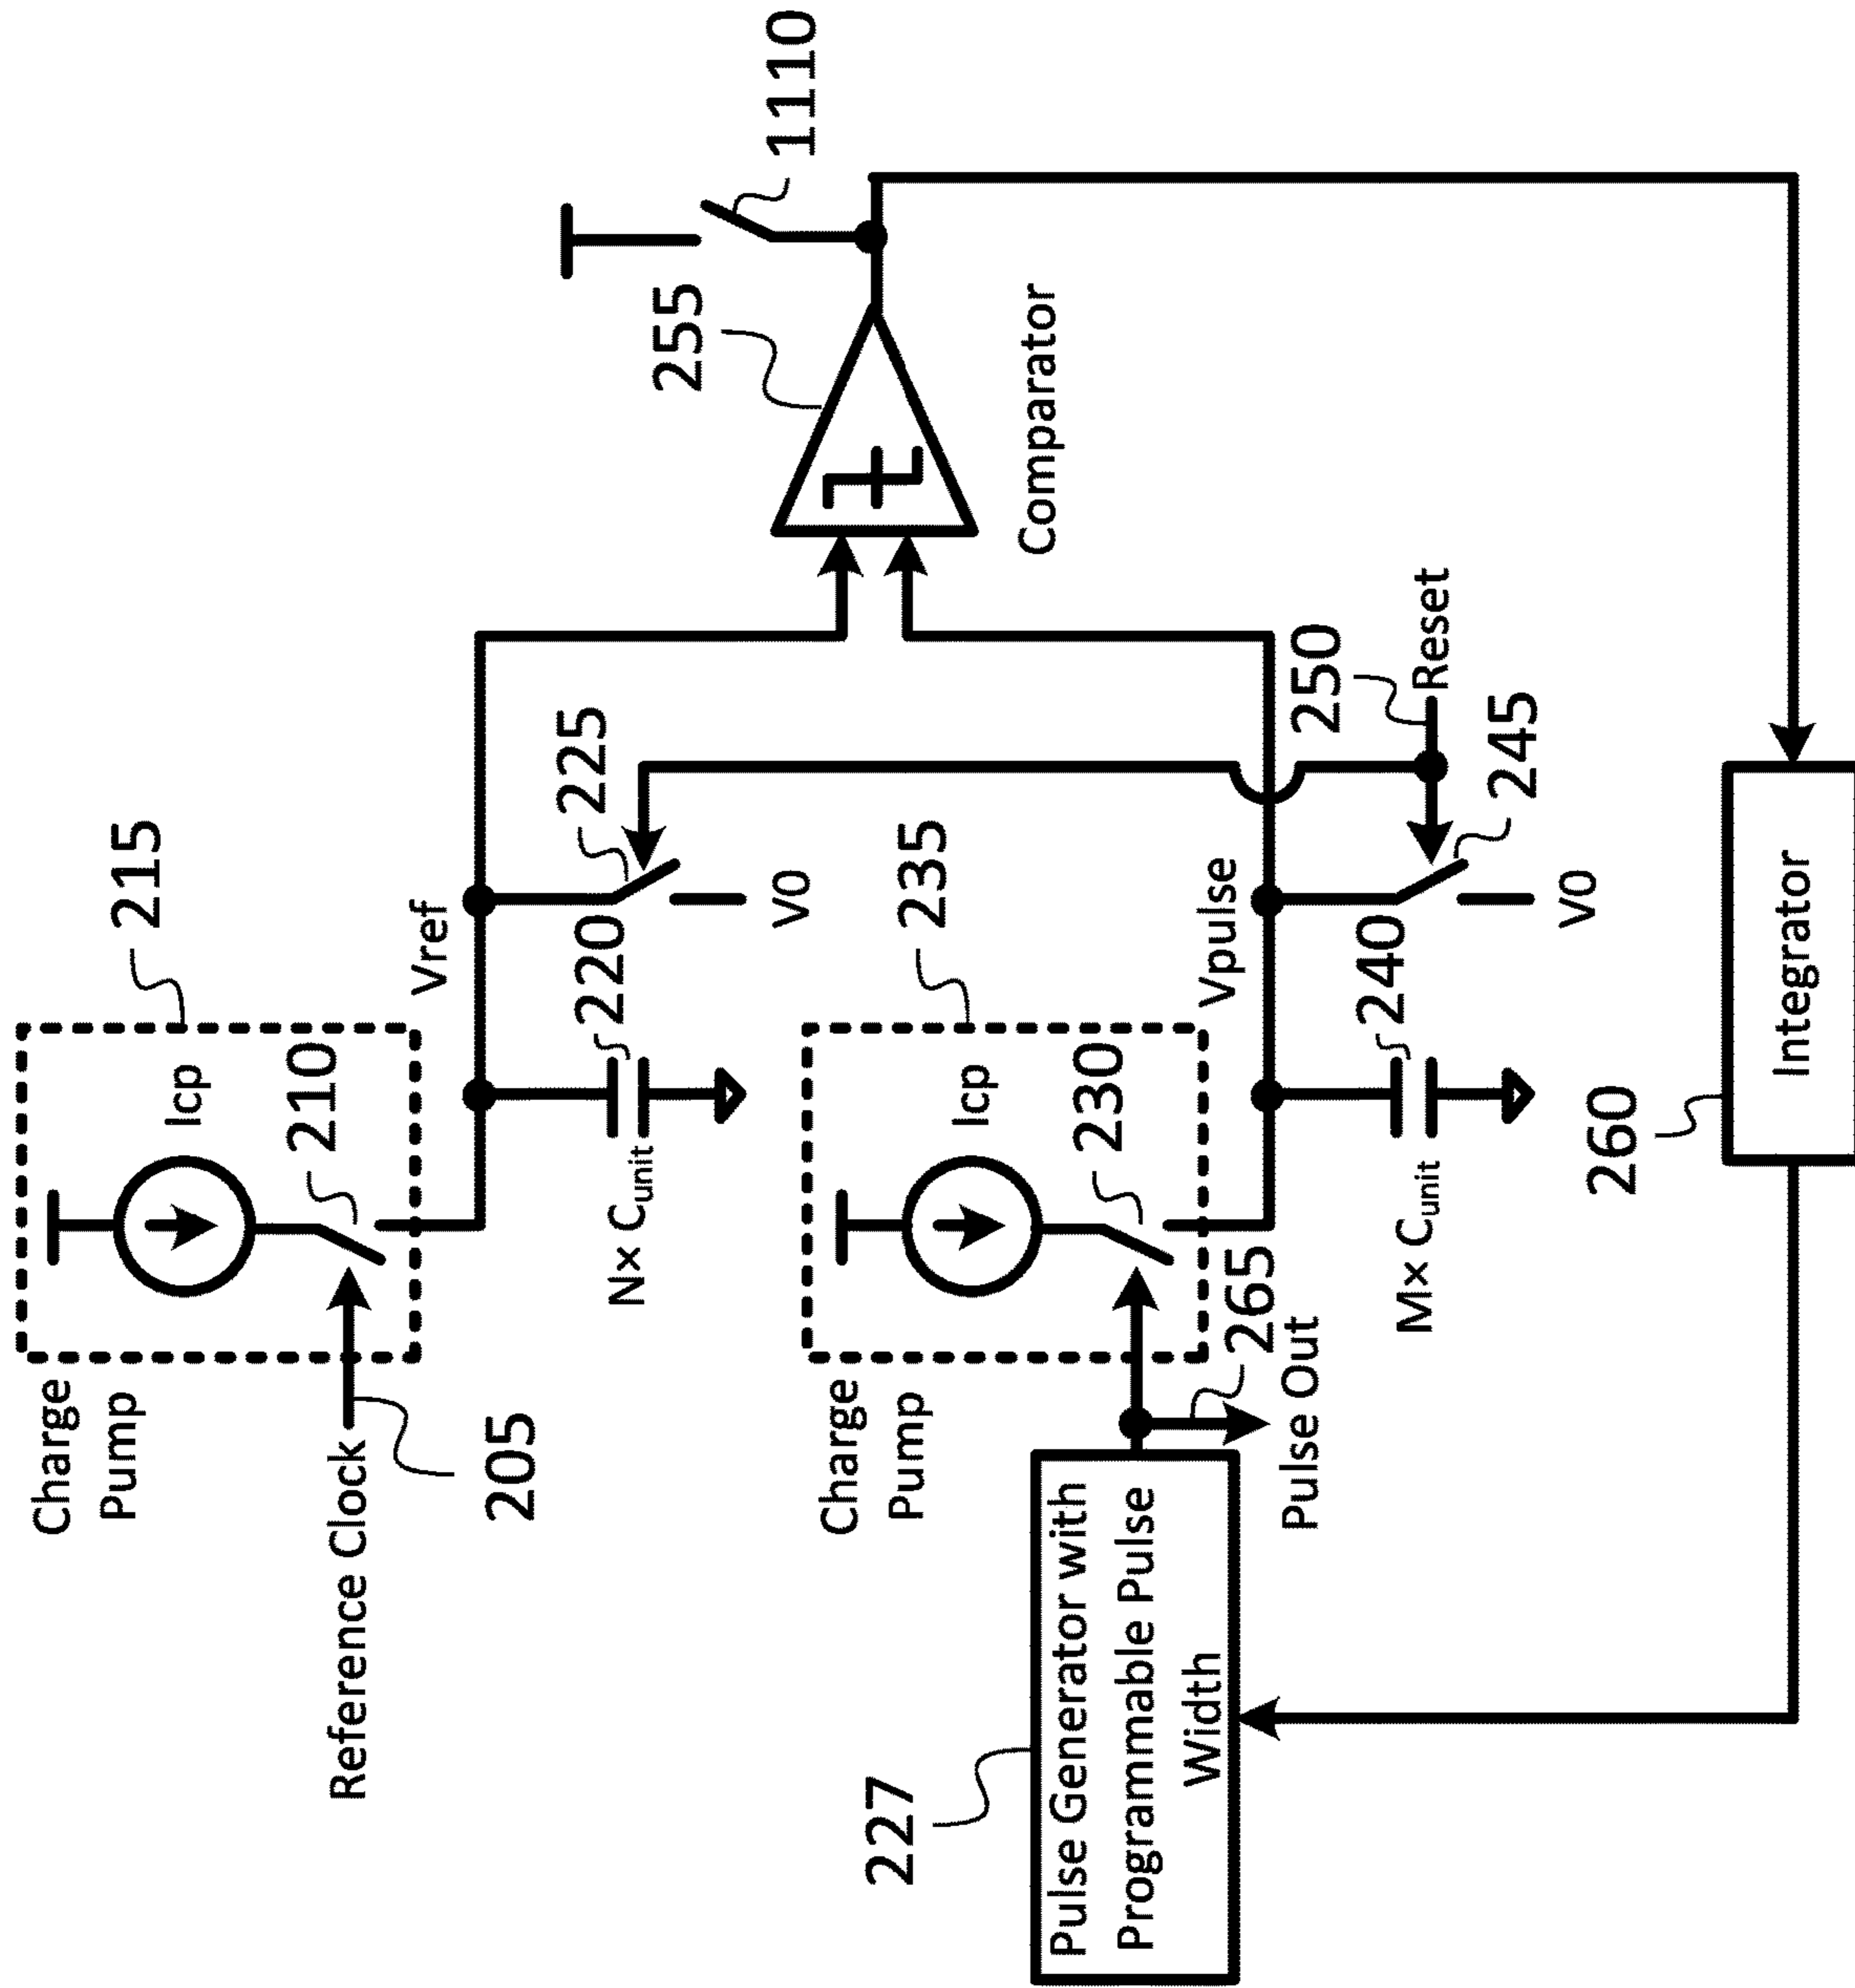 Charge
Pump
Icp
215
210
Reference Clock
205
Vref
N× Cunit
220
225
V0
Charge
Pump
Icp
235
230
227
Pulse Generator with
Programmable Pulse
Width
265
Pulse Out
Vpulse
M× Cunit
240
V0
245
250
Reset
255
Comparator
1110
260
Integrator